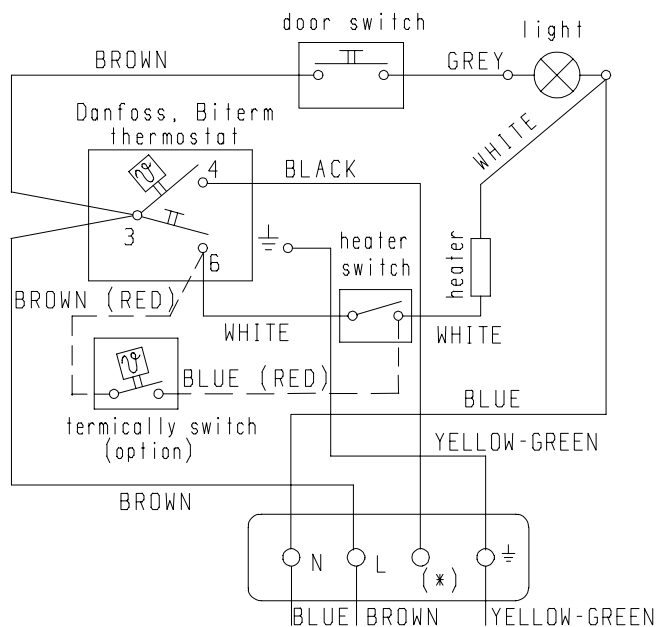 door switch
light
BROWN
GREY
Danfoss, Biterm
thermostat
WHITE
4
BLACK
3
6
heater
switch
heater
BROWN (RED)
WHITE
WHITE
BLUE (RED)
BLUE
termically switch
(option)
YELLOW-GREEN
BROWN
N
L
(*)
BLUE
BROWN
YELLOW-GREEN